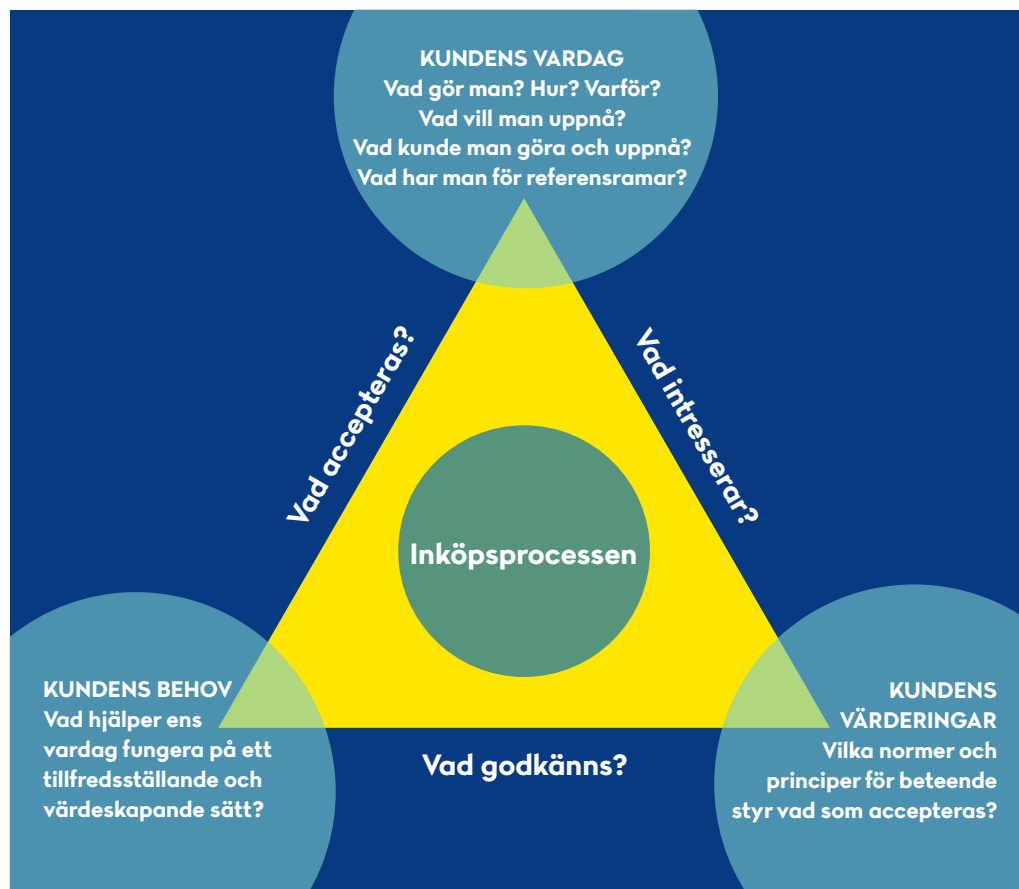 KUNDENS VARDAG
Vad gör man? Hur? Varför?
Vad vill man uppnå?
Vad kunde man göra och uppnå?
Vad har man för referensramar?
Vad accepteras?
Vad intresserar?
Inköpsprocessen
KUNDENS BEHOV
Vad hjälper ens
vardag fungera på ett
tillfredsställande och
värdeskapande sätt?
Vad godkänns?
KUNDENS
VÄRDERINGAR
Vilka normer och
principer för beteende
styr vad som accepteras?